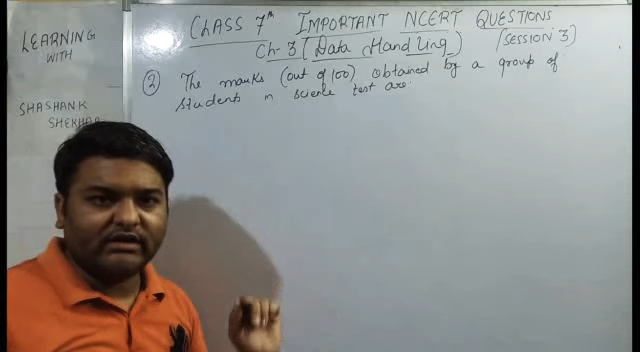 LEARNING
WITH
SHASHANK
SHEKHAR
CLASS 7th IMPORTANT NCERT QUESTIONS
Ch-3 (Data Handling) (SESSION 3)
② The marks (out of 100) obtained by a group of
students in science test are: